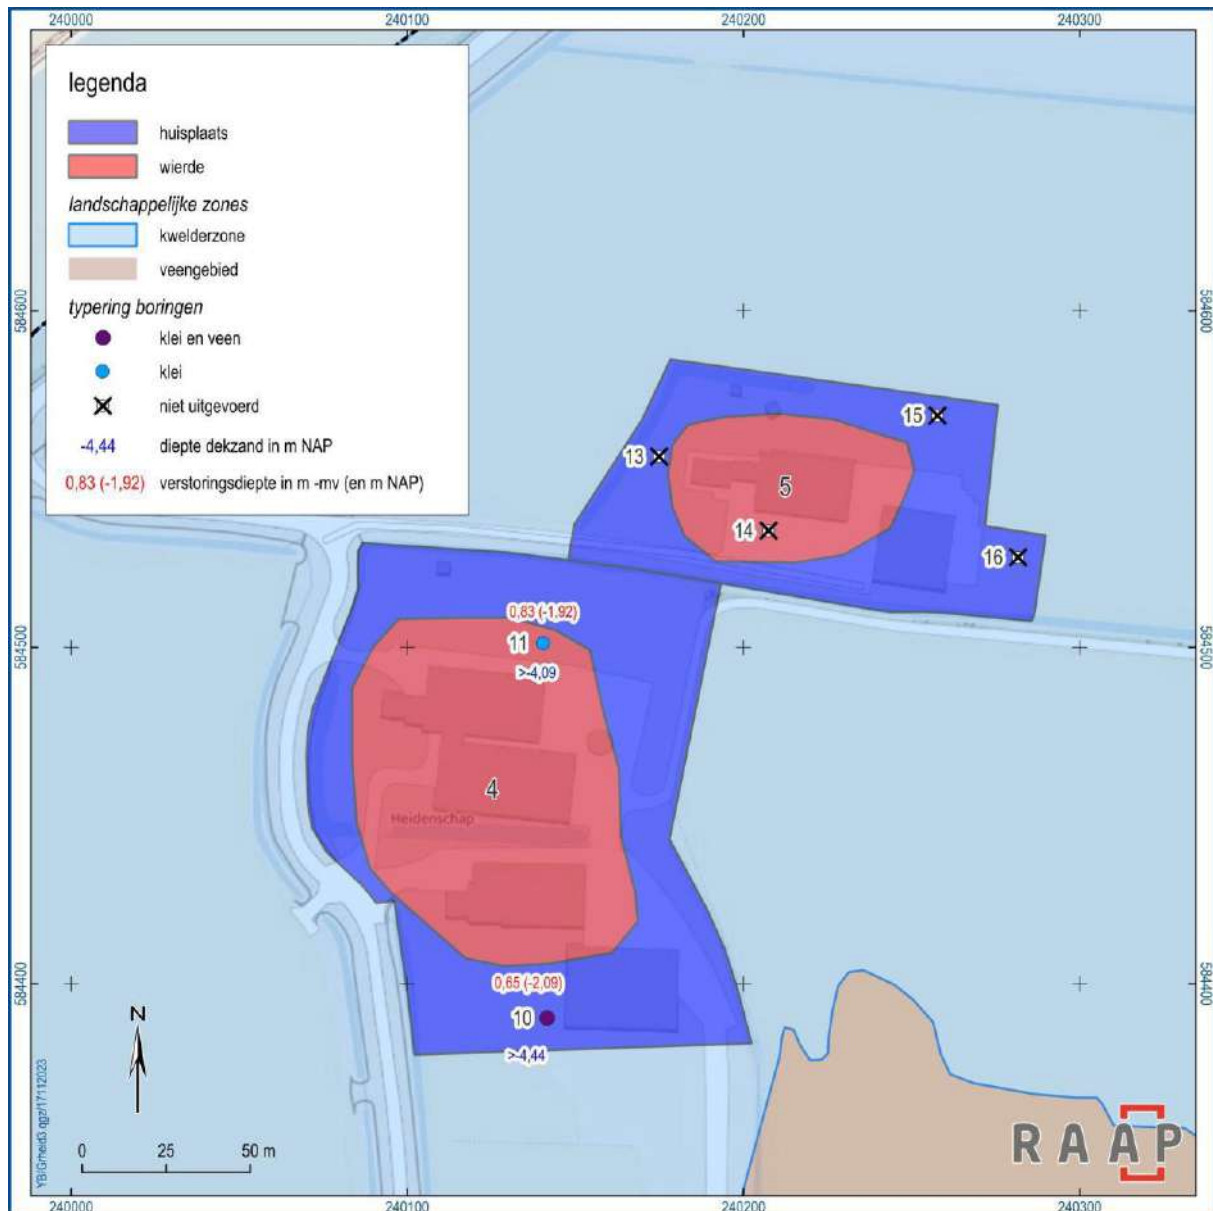 240000 240100 240200 240300
legenda
huisplaats
wierde
landschappelijke zones
kwelderzone
veengebied
typering boringen
klei en veen
klei
niet uitgevoerd
-4,44 diepte dekzand in m NAP
0,83 (-1,92) verstoringsdiepte in m -mv (en m NAP)
584600 584600
15
13
5
14
16
0,83 (-1,92)
11
584500 584500
>-4,09
4
Heidenschap
0,65 (-2,09)
584400 584400
10
>-4,44
N
0 25 50 m
RAAP
240000 240100 240200 240300